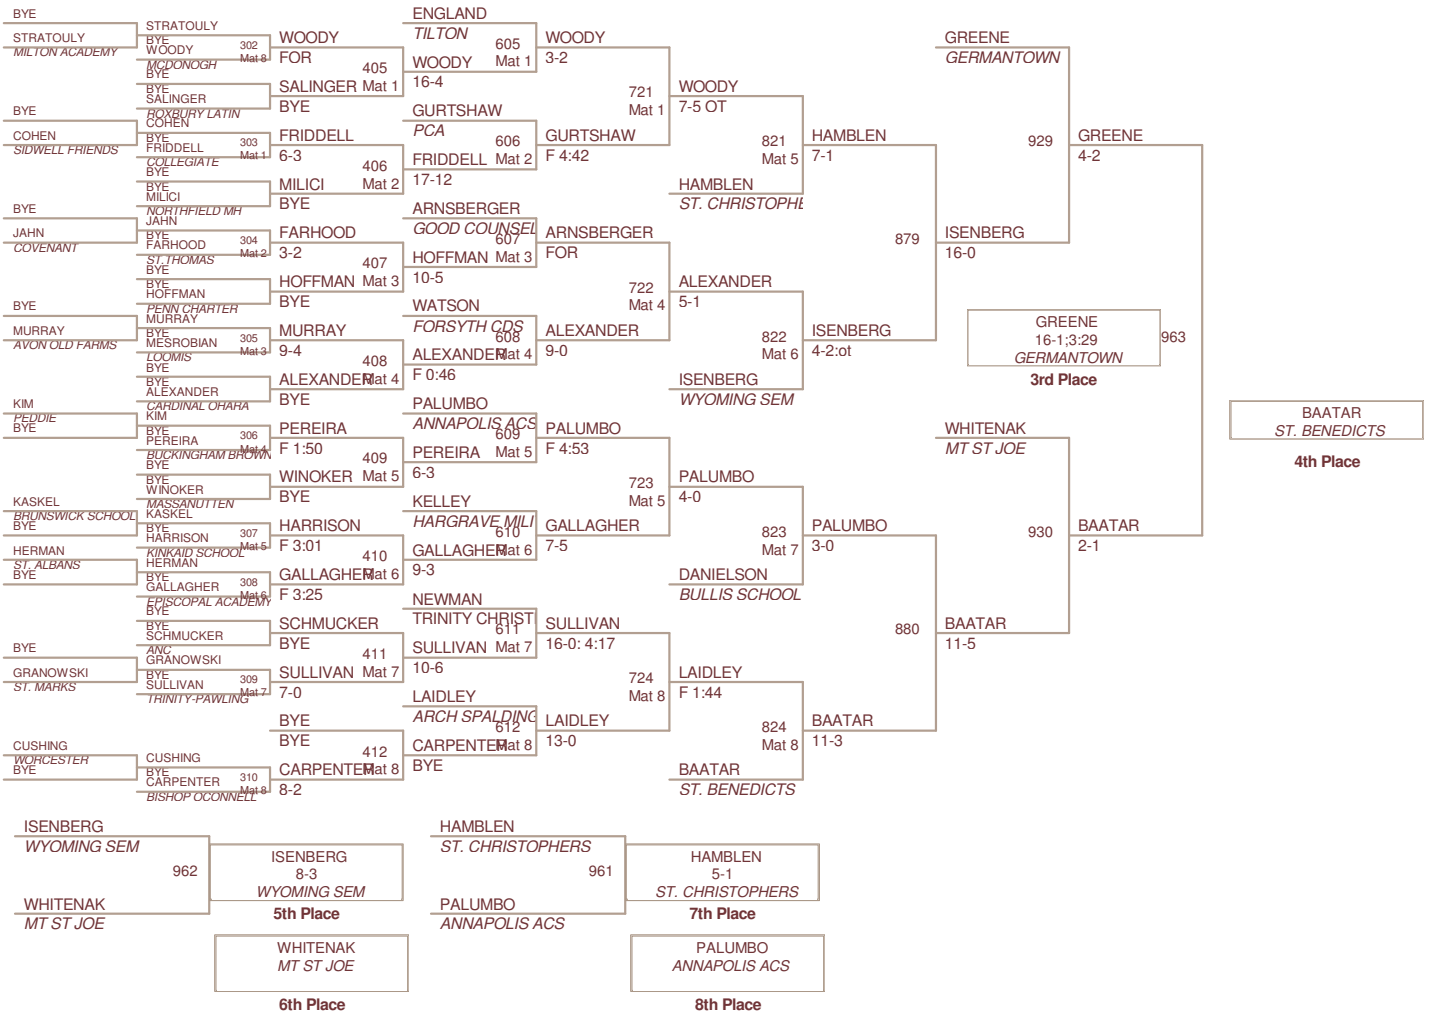 BYE
STRATOULY
MILTON ACADEMY
BYE
COHEN
SIDWELL FRIENDS
BYE
JAHN
COVENANT
BYE
MURRAY
AVON OLD FARMS
KIM
PEDDIE
BYE
KASKEL
BRUNSWICK SCHOOL
BYE
HERMAN
ST. ALBANS
BYE
BYE
GRANOWSKI
ST. MARKS
CUSHING
WORCESTER
BYE
STRATOULY
BYE
WOODY
302
Mat 8
MCDONOGH
BYE
BYE
SALINGER
ROXBURY LATIN
COHEN
BYE
FRIDDELL
303
Mat 1
COLLEGIATE
BYE
BYE
MILICI
NORTHFIELD MH
JAHN
BYE
FARHOOD
304
Mat 2
ST.THOMAS
BYE
BYE
HOFFMAN
PENN CHARTER
MURRAY
BYE
MESROBIAN
305
Mat 3
LOOMIS
BYE
BYE
ALEXANDER
CARDINAL OHARA
KIM
BYE
PEREIRA
306
Mat 4
BUCKINGHAM BROWN
BYE
BYE
WINOKER
MASSANUTTEN
KASKEL
BYE
HARRISON
307
Mat 5
KINKAID SCHOOL
HERMAN
BYE
GALLAGHER
308
Mat 6
EPISCOPAL ACADEMY
BYE
BYE
SCHMUCKER
ANC
GRANOWSKI
BYE
SULLIVAN
309
Mat 7
TRINITY-PAWLING
CUSHING
BYE
CARPENTER
310
Mat 8
BISHOP OCONNELL
WOODY
FOR
405
Mat 1
SALINGER
BYE
FRIDDELL
6-3
406
Mat 2
MILICI
BYE
FARHOOD
3-2
407
Mat 3
HOFFMAN
BYE
MURRAY
9-4
408
Mat 4
ALEXANDER
BYE
PEREIRA
F 1:50
409
Mat 5
WINOKER
BYE
HARRISON
F 3:01
410
Mat 6
GALLAGHER
F 3:25
SCHMUCKER
BYE
411
Mat 7
SULLIVAN
7-0
BYE
BYE
412
Mat 8
CARPENTER
8-2
ENGLAND
TILTON
605
Mat 1
WOODY
16-4
GURTSHAW
PCA
606
Mat 2
FRIDDELL
17-12
ARNSBERGER
GOOD COUNSEL
607
Mat 3
HOFFMAN
10-5
WATSON
FORSYTH CDS
608
Mat 4
ALEXANDER
F 0:46
PALUMBO
ANNAPOLIS ACS
609
Mat 5
PEREIRA
6-3
KELLEY
HARGRAVE MILI
610
Mat 6
GALLAGHER
9-3
NEWMAN
TRINITY CHRISTI
611
Mat 7
SULLIVAN
10-6
LAIDLEY
ARCH SPALDING
612
Mat 8
CARPENTER
BYE
WOODY
3-2
721
Mat 1
GURTSHAW
F 4:42
ARNSBERGER
FOR
722
Mat 4
ALEXANDER
9-0
PALUMBO
F 4:53
723
Mat 5
GALLAGHER
7-5
SULLIVAN
16-0: 4:17
724
Mat 8
LAIDLEY
13-0
WOODY
7-5 OT
821
Mat 5
HAMBLEN
ST. CHRISTOPHE
ALEXANDER
5-1
822
Mat 6
ISENBERG
WYOMING SEM
PALUMBO
4-0
823
Mat 7
DANIELSON
BULLIS SCHOOL
LAIDLEY
F 1:44
824
Mat 8
BAATAR
ST. BENEDICTS
HAMBLEN
7-1
879
ISENBERG
4-2:ot
PALUMBO
3-0
880
BAATAR
11-3
GREENE
GERMANTOWN
929
ISENBERG
16-0
WHITENAK
MT ST JOE
930
BAATAR
11-5
GREENE
4-2
BAATAR
2-1
GREENE
16-1;3:29
GERMANTOWN
963
3rd Place
BAATAR
ST. BENEDICTS
4th Place
ISENBERG
WYOMING SEM
962
WHITENAK
MT ST JOE
ISENBERG
8-3
WYOMING SEM
5th Place
WHITENAK
MT ST JOE
6th Place
HAMBLEN
ST. CHRISTOPHERS
961
PALUMBO
ANNAPOLIS ACS
HAMBLEN
5-1
ST. CHRISTOPHERS
7th Place
PALUMBO
ANNAPOLIS ACS
8th Place